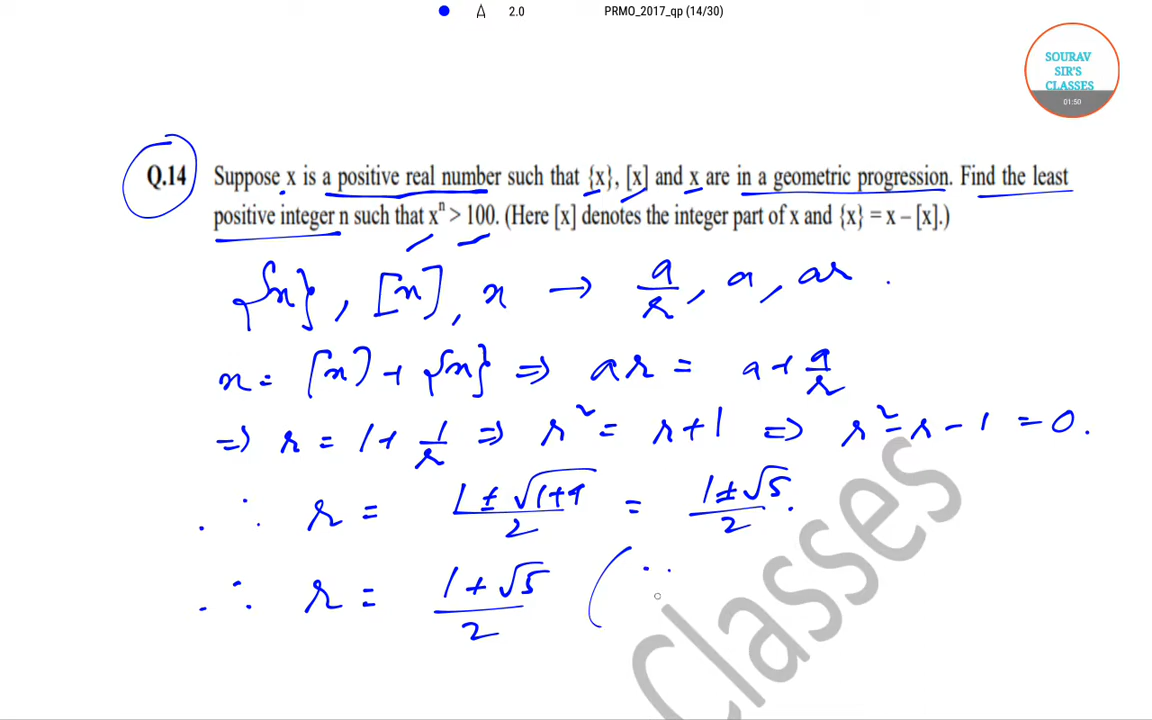 2.0 PRMO_2017_qp (14/30)
SOURAV
SIR'S
CLASSES
01:50
Q.14 Suppose x is a positive real number such that {x}, [x] and x are in a geometric progression. Find the least
positive integer n such that xⁿ > 100. (Here [x] denotes the integer part of x and {x} = x – [x].)
{x}, [x], x → a/r, a, ar.
x = [x] + {x} ⇒ ar = a + a/r
⇒ r = 1 + 1/r ⇒ r² = r + 1 ⇒ r² – r – 1 = 0.
∴ r = (1 ± √(1+4))/2 = (1 ± √5)/2.
∴ r = (1 + √5)/2 (∵
Classes